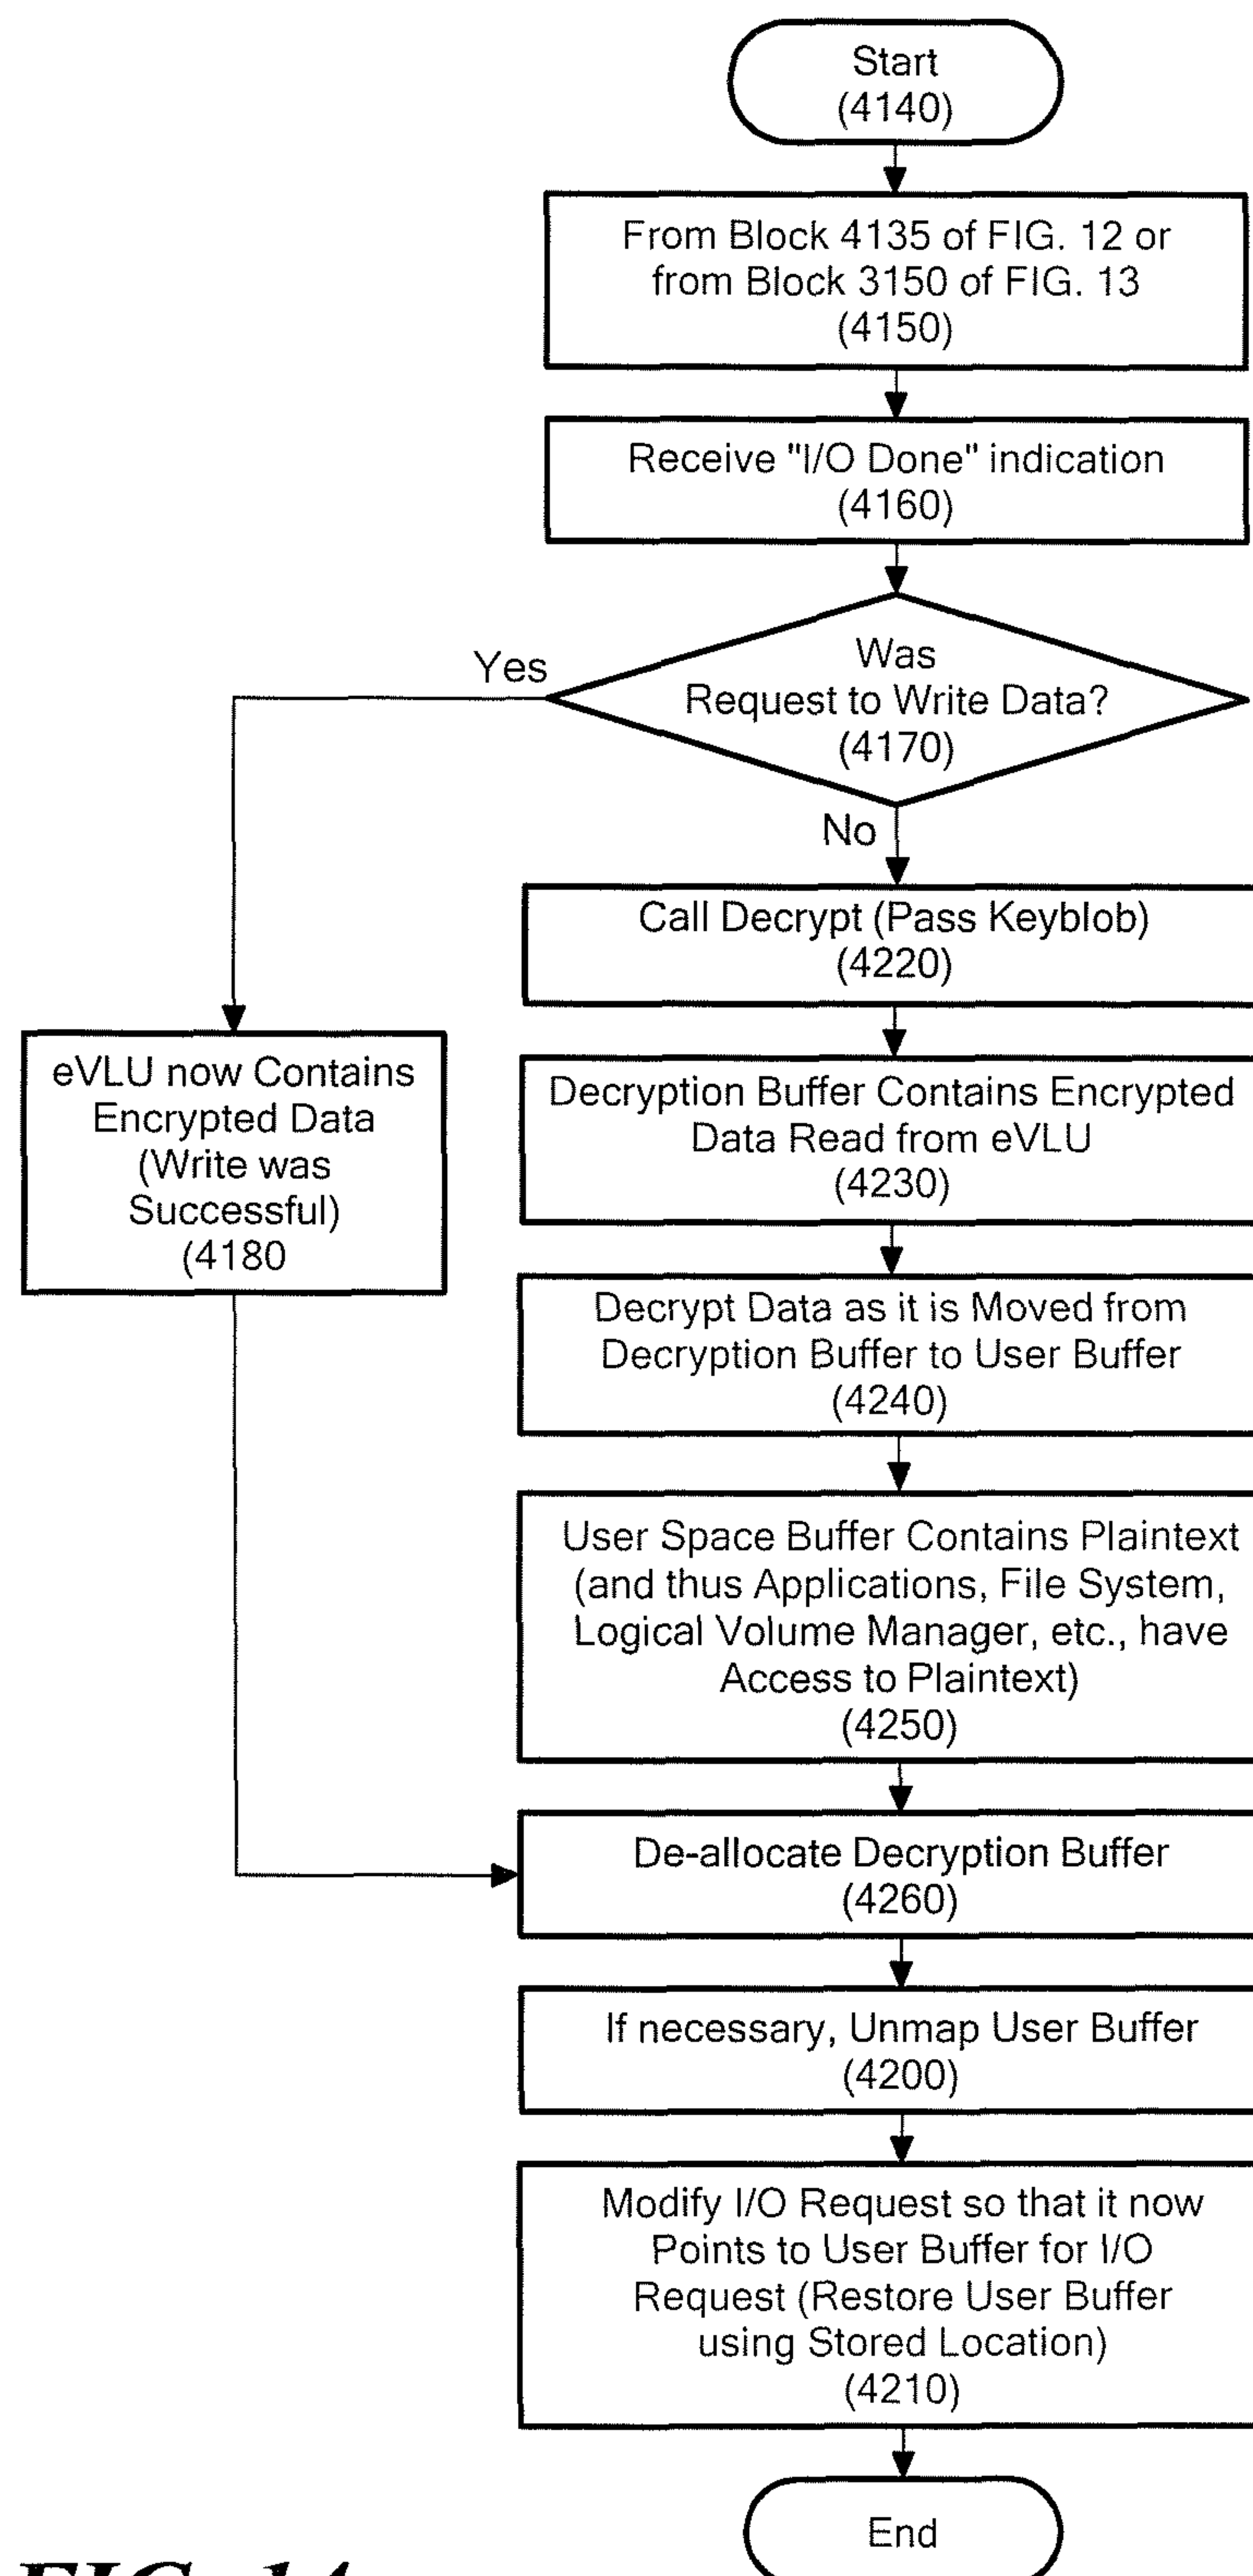 Start
(4140)
From Block 4135 of FIG. 12 or
from Block 3150 of FIG. 13
(4150)
Receive "I/O Done" indication
(4160)
Was
Request to Write Data?
(4170)
Yes
No
Call Decrypt (Pass Keyblob)
(4220)
Decryption Buffer Contains Encrypted
Data Read from eVLU
(4230)
eVLU now Contains
Encrypted Data
(Write was
Successful)
(4180
Decrypt Data as it is Moved from
Decryption Buffer to User Buffer
(4240)
User Space Buffer Contains Plaintext
(and thus Applications, File System,
Logical Volume Manager, etc., have
Access to Plaintext)
(4250)
De-allocate Decryption Buffer
(4260)
If necessary, Unmap User Buffer
(4200)
Modify I/O Request so that it now
Points to User Buffer for I/O
Request (Restore User Buffer
using Stored Location)
(4210)
End
FIG. 14